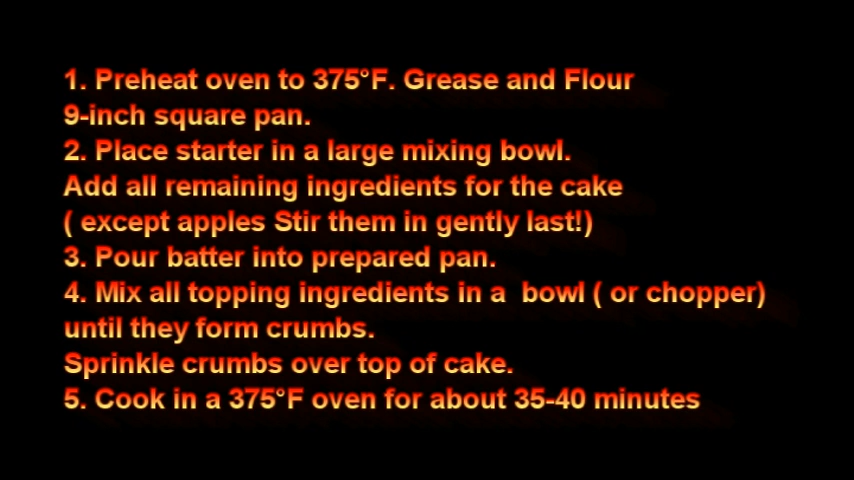 1. Preheat oven to 375°F. Grease and Flour
9-inch square pan.
2. Place starter in a large mixing bowl.
Add all remaining ingredients for the cake
( except apples Stir them in gently last!)
3. Pour batter into prepared pan.
4. Mix all topping ingredients in a  bowl ( or chopper)
until they form crumbs.
Sprinkle crumbs over top of cake.
5. Cook in a 375°F oven for about 35-40 minutes